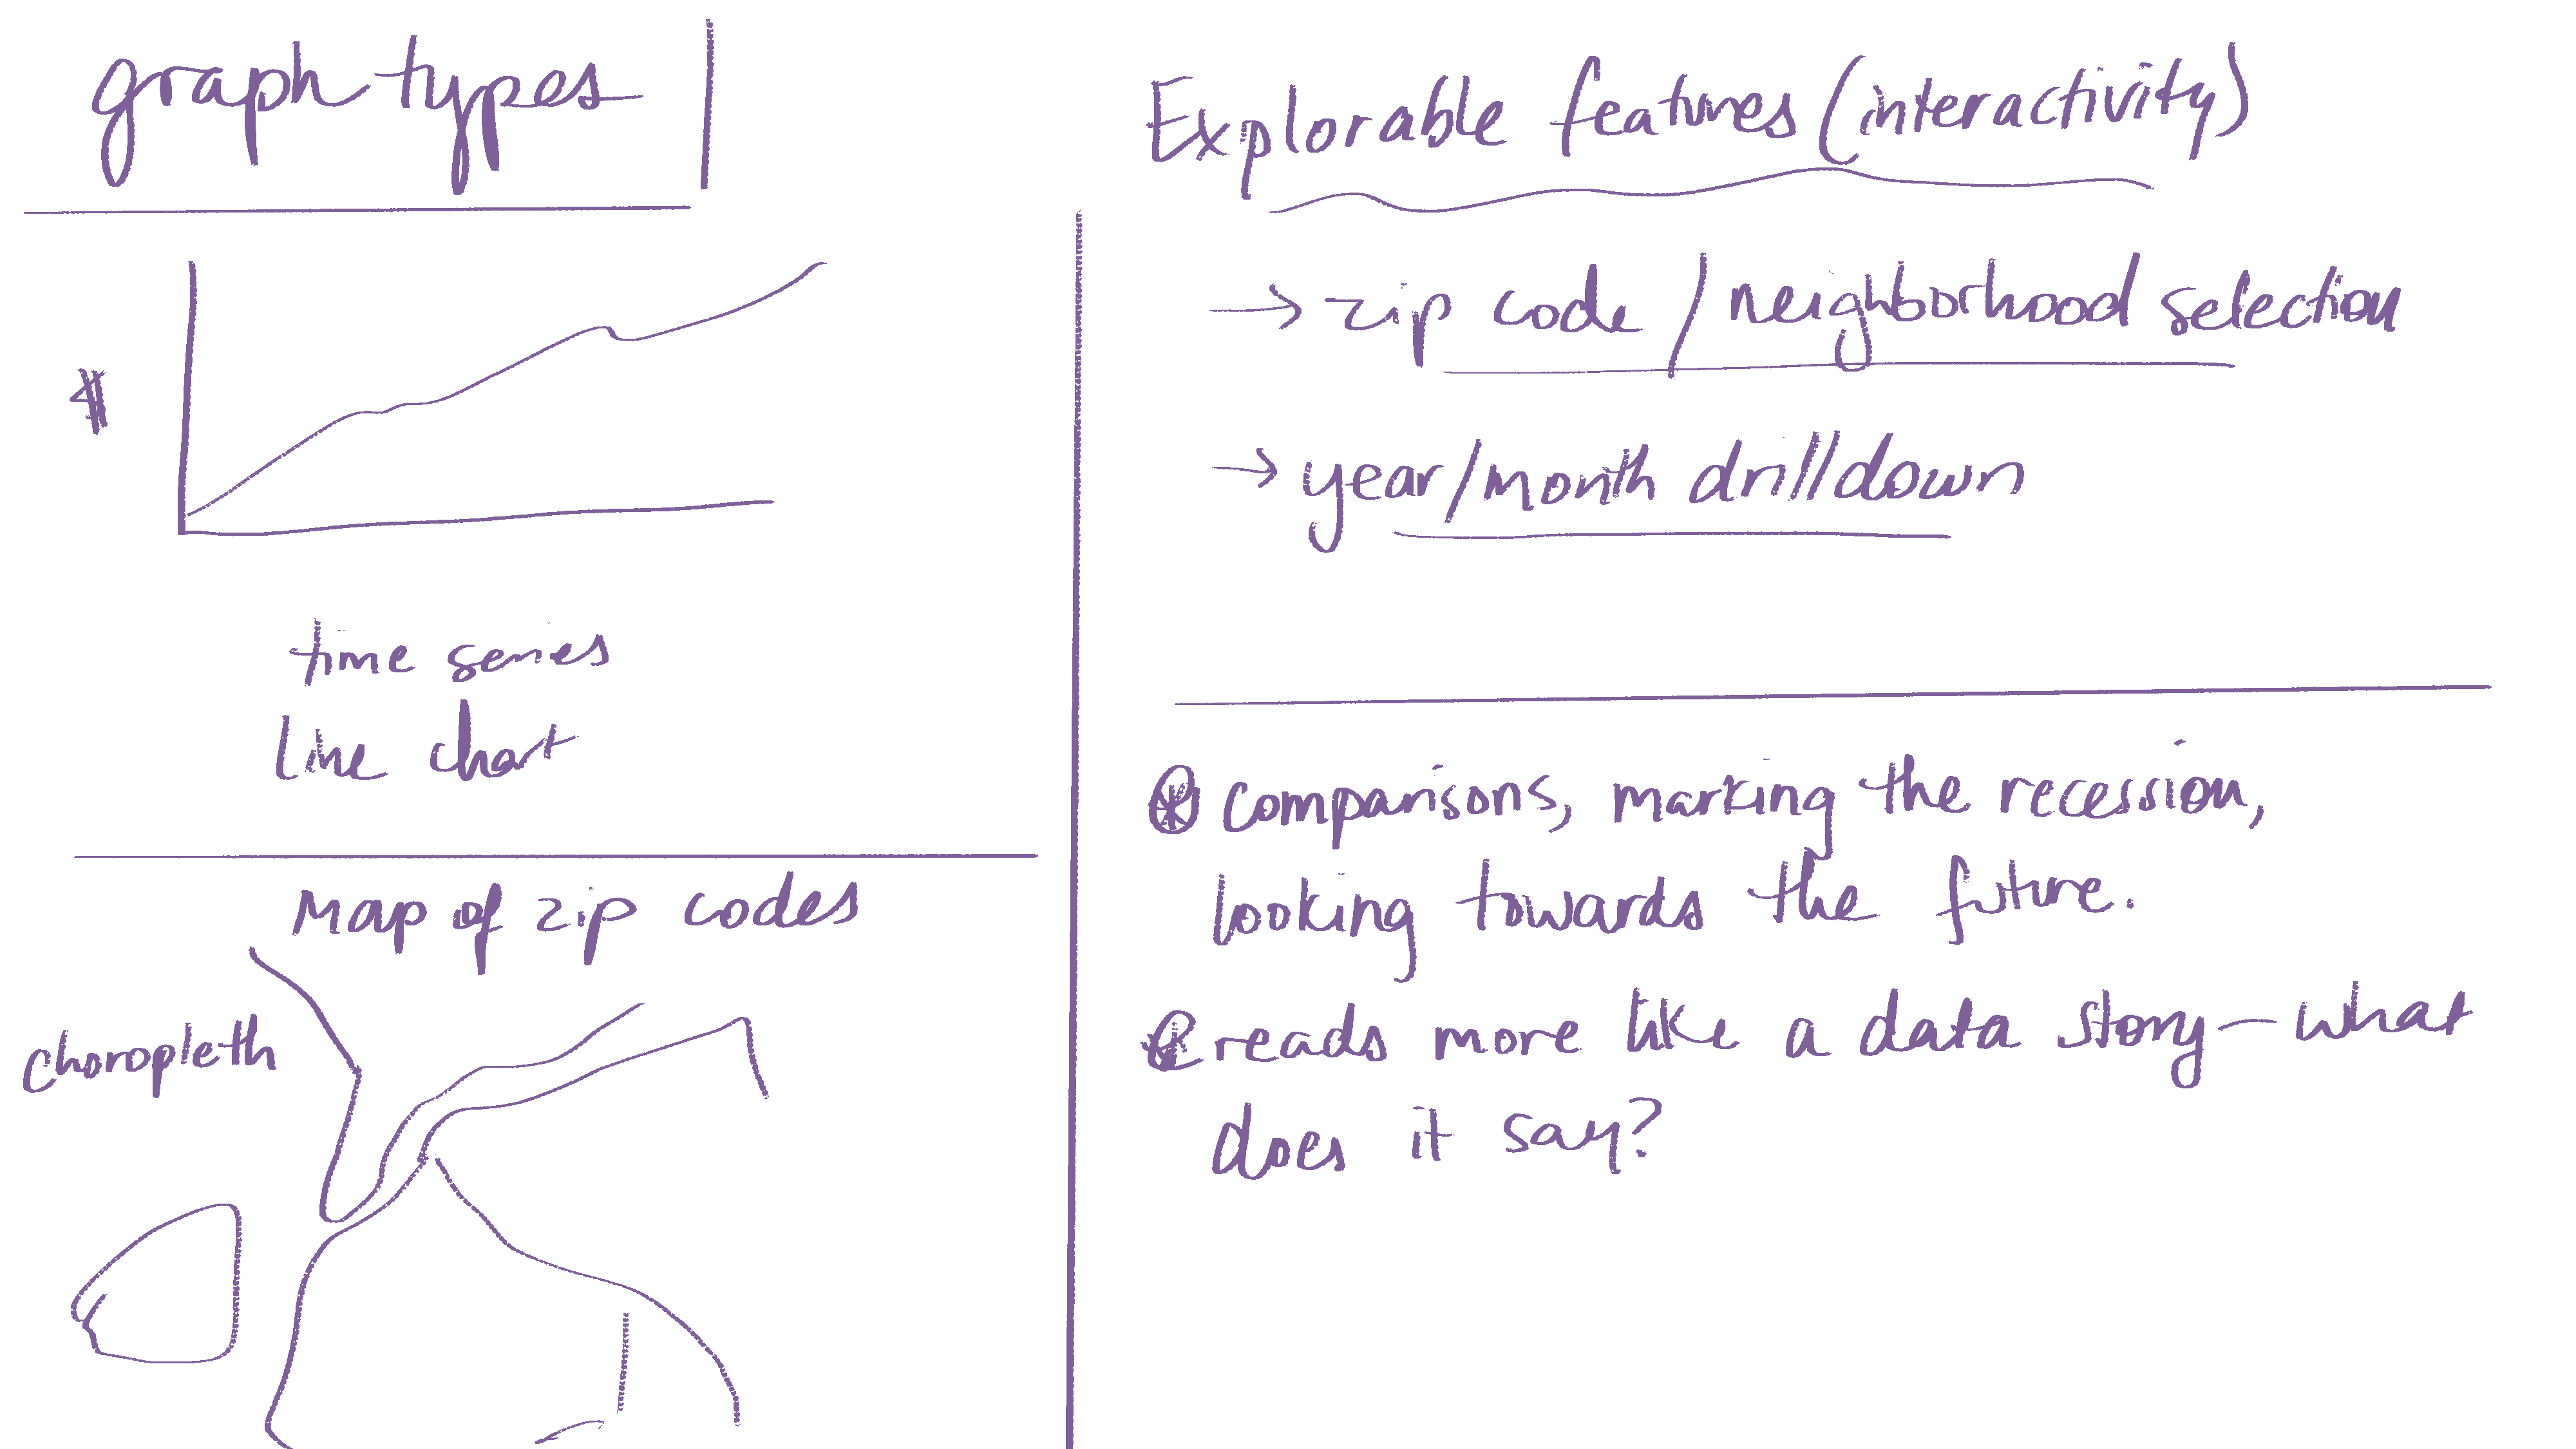 graph types
$
time series
line chart
Map of zip codes
choropleth
Explorable features (interactivity)
→ zip code / neighborhood selection
→ year/month drilldown
comparisons, marking the recession,
looking towards the future.
reads more like a data story - what
does it say?